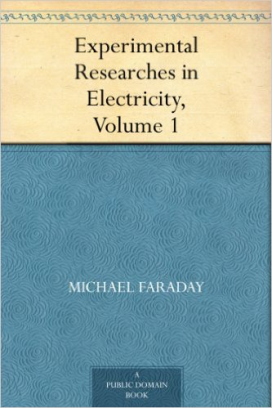 Experimental
Researches in
Electricity,
Volume 1
MICHAEL FARADAY
A
PUBLIC DOMAIN
BOOK